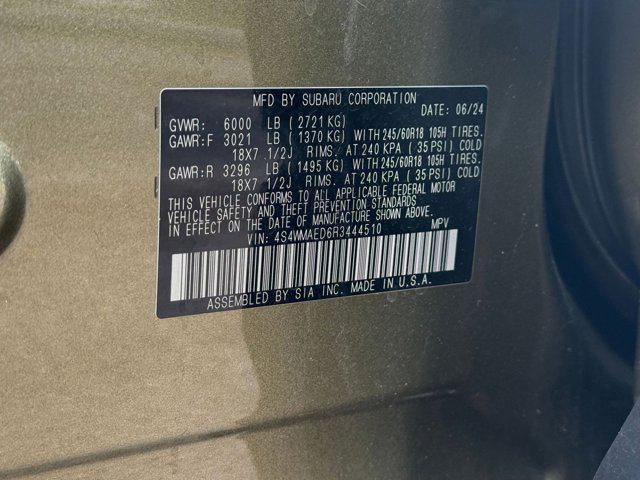 MFD BY SUBARU CORPORATION
DATE: 06/24
GVWR: 6000 LB ( 2721 KG)
GAWR:F 3021 LB ( 1370 KG) WITH 245/60R18 105H TIRES.
18X7 1/2J RIMS. AT 240 KPA ( 35 PSI) COLD
GAWR:R 3296 LB ( 1495 KG) WITH 245/60R18 105H TIRES.
18X7 1/2J RIMS. AT 240 KPA ( 35 PSI) COLD
THIS VEHICLE CONFORMS TO ALL APPLICABLE FEDERAL MOTOR
VEHICLE SAFETY AND THEFT PREVENTION STANDARDS
IN EFFECT ON THE DATE OF MANUFACTURE SHOWN ABOVE.
VIN: 4S4WMAED6R3444510 MPV
ASSEMBLED BY SIA INC. MADE IN U.S.A.